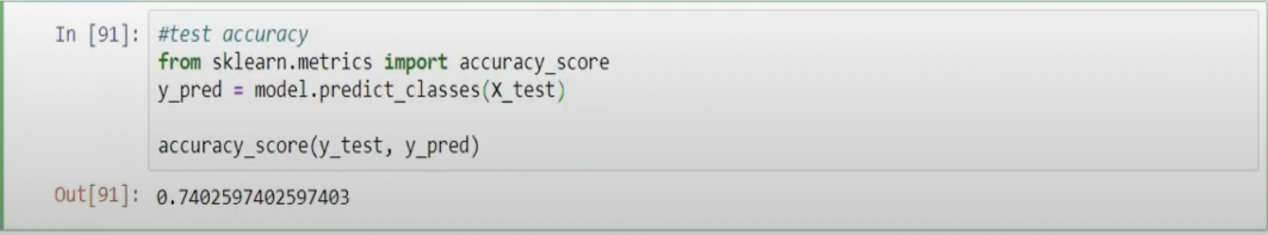 In [91]: #test accuracy
from sklearn.metrics import accuracy_score
y_pred = model.predict_classes(X_test)
accuracy_score(y_test, y_pred)
Out[91]: 0.7402597402597403